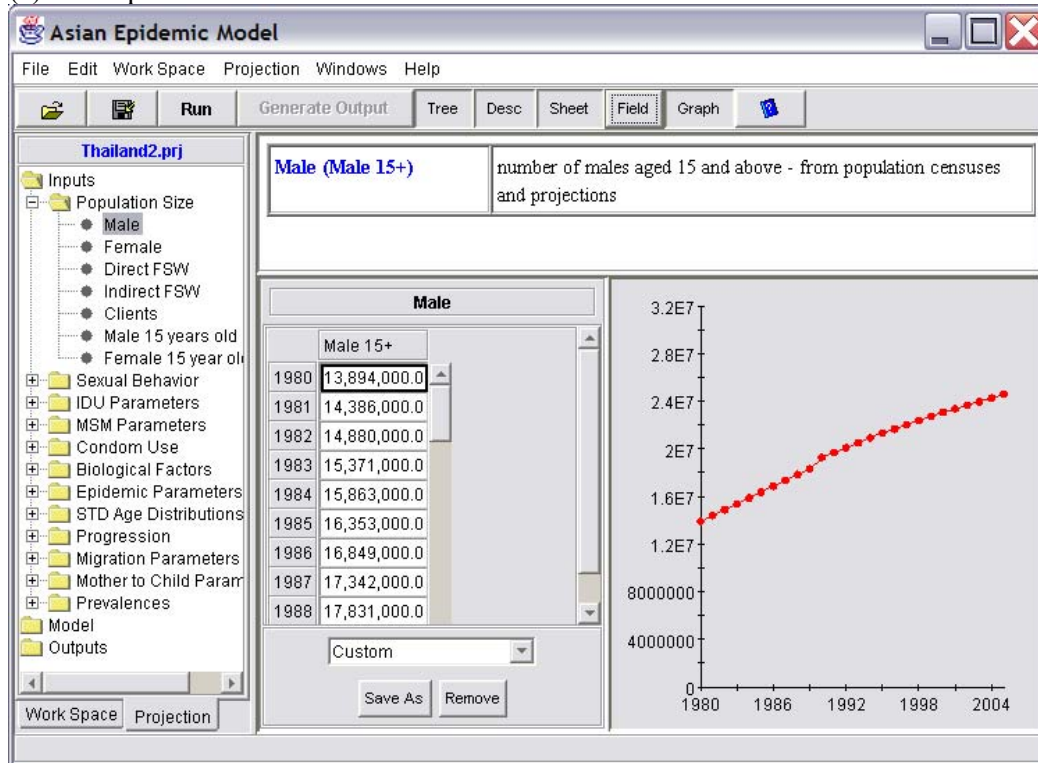 Asian Epidemic Model
File Edit Work Space Projection Windows Help
Run Generate Output Tree Desc Sheet Field Graph
Thailand2.prj
Inputs
Population Size
Male
Female
Direct FSW
Indirect FSW
Clients
Male 15 years old
Female 15 year ol
Sexual Behavior
IDU Parameters
MSM Parameters
Condom Use
Biological Factors
Epidemic Parameters
STD Age Distributions
Progression
Migration Parameters
Mother to Child Param
Prevalences
Model
Outputs
Work Space Projection
Male (Male 15+)
number of males aged 15 and above - from population censuses
and projections
Male
Male 15+
1980 13,894,000.0
1981 14,386,000.0
1982 14,880,000.0
1983 15,371,000.0
1984 15,863,000.0
1985 16,353,000.0
1986 16,849,000.0
1987 17,342,000.0
1988 17,831,000.0
Custom
Save As Remove
3.2E7
2.8E7
2.4E7
2E7
1.6E7
1.2E7
8000000
4000000
0
1980 1986 1992 1998 2004